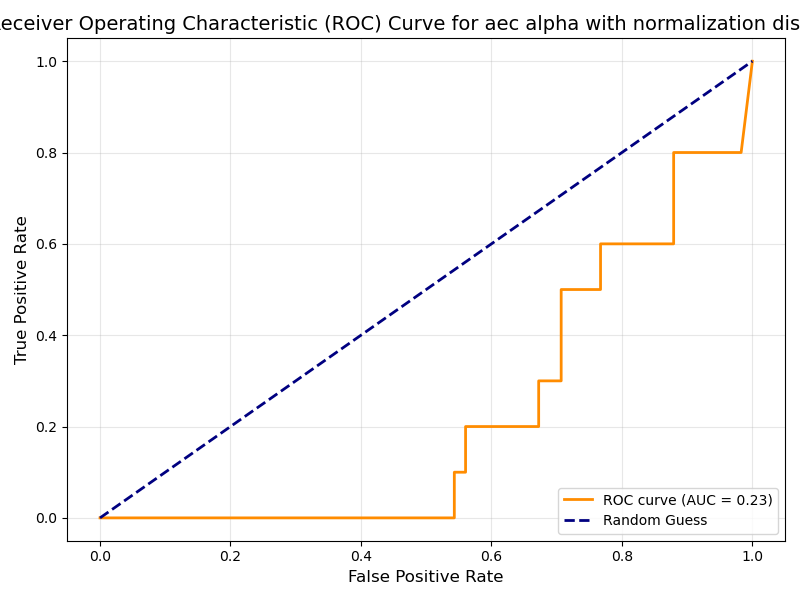 eceiver Operating Characteristic (ROC) Curve for aec alpha with normalization dis
True Positive Rate
1.0
0.8
0.6
0.4
0.2
0.0
ROC curve (AUC = 0.23)
Random Guess
0.0 0.2 0.4 0.6 0.8 1.0
False Positive Rate